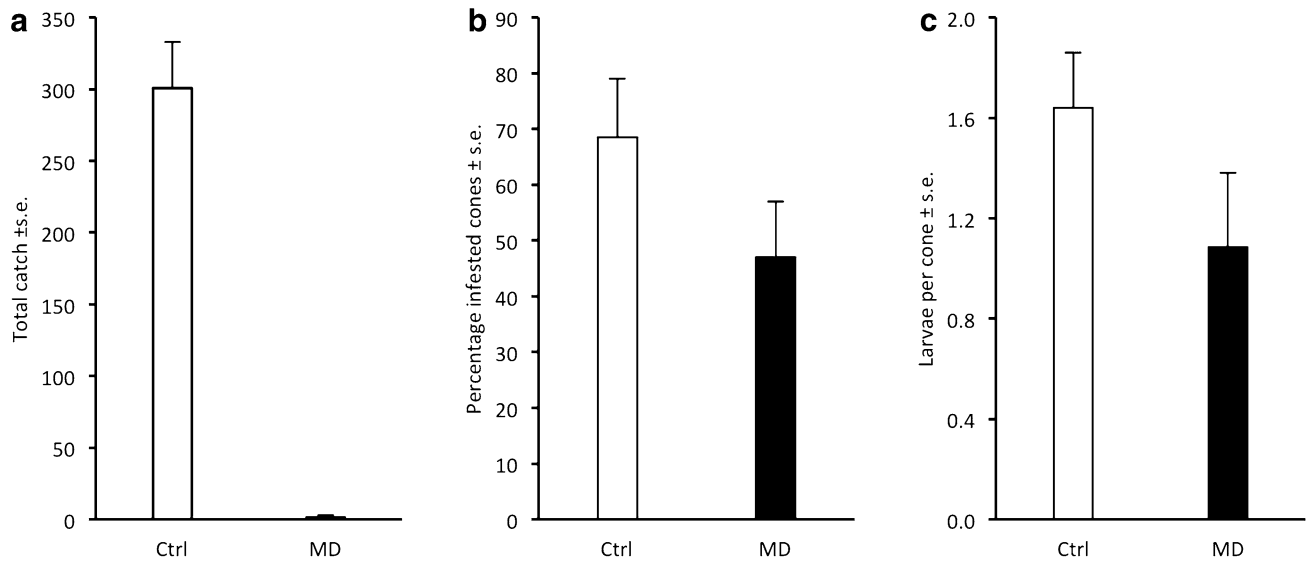 a
350
300
250
200
150
100
50
0
Total catch ±s.e.
Ctrl
MD
b
90
80
70
60
50
40
30
20
10
0
Percentage infested cones ± s.e.
Ctrl
MD
c
2.0
1.6
1.2
0.8
0.4
0.0
Larvae per cone ± s.e.
Ctrl
MD